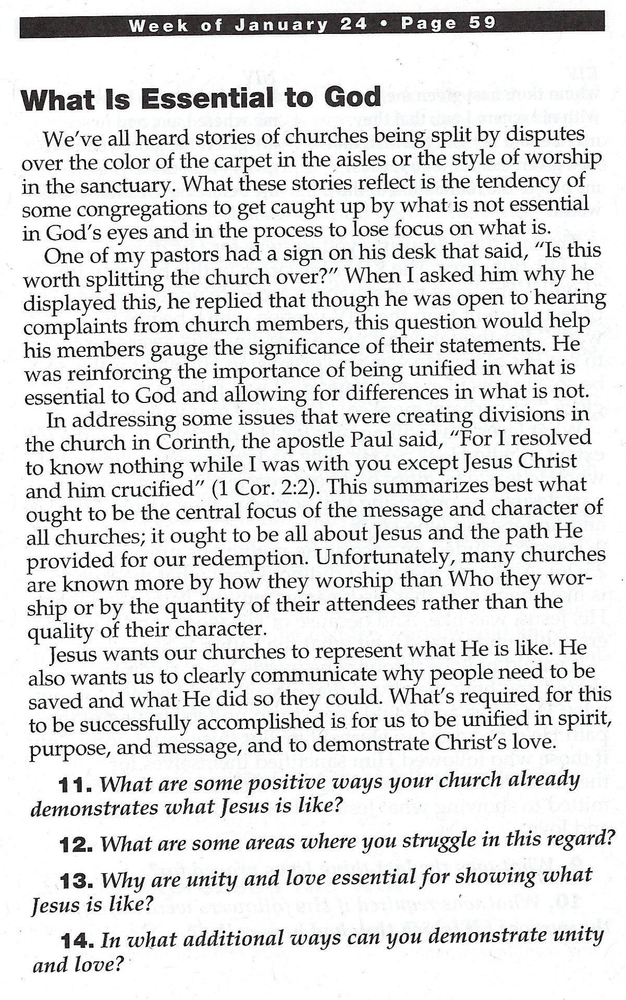 Week of January 24 • Page 59
What Is Essential to God
We've all heard stories of churches being split by disputes
over the color of the carpet in the aisles or the style of worship
in the sanctuary. What these stories reflect is the tendency of
some congregations to get caught up by what is not essential
in God's eyes and in the process to lose focus on what is.
One of my pastors had a sign on his desk that said, "Is this
worth splitting the church over?" When I asked him why he
displayed this, he replied that though he was open to hearing
complaints from church members, this question would help
his members gauge the significance of their statements. He
was reinforcing the importance of being unified in what is
essential to God and allowing for differences in what is not.
In addressing some issues that were creating divisions in
the church in Corinth, the apostle Paul said, "For I resolved
to know nothing while I was with you except Jesus Christ
and him crucified" (1 Cor. 2:2). This summarizes best what
ought to be the central focus of the message and character of
all churches; it ought to be all about Jesus and the path He
provided for our redemption. Unfortunately, many churches
are known more by how they worship than Who they wor-
ship or by the quantity of their attendees rather than the
quality of their character.
Jesus wants our churches to represent what He is like. He
also wants us to clearly communicate why people need to be
saved and what He did so they could. What's required for this
to be successfully accomplished is for us to be unified in spirit,
purpose, and message, and to demonstrate Christ's love.
11. What are some positive ways your church already
demonstrates what Jesus is like?
12. What are some areas where you struggle in this regard?
13. Why are unity and love essential for showing what
Jesus is like?
14. In what additional ways can you demonstrate unity
and love?